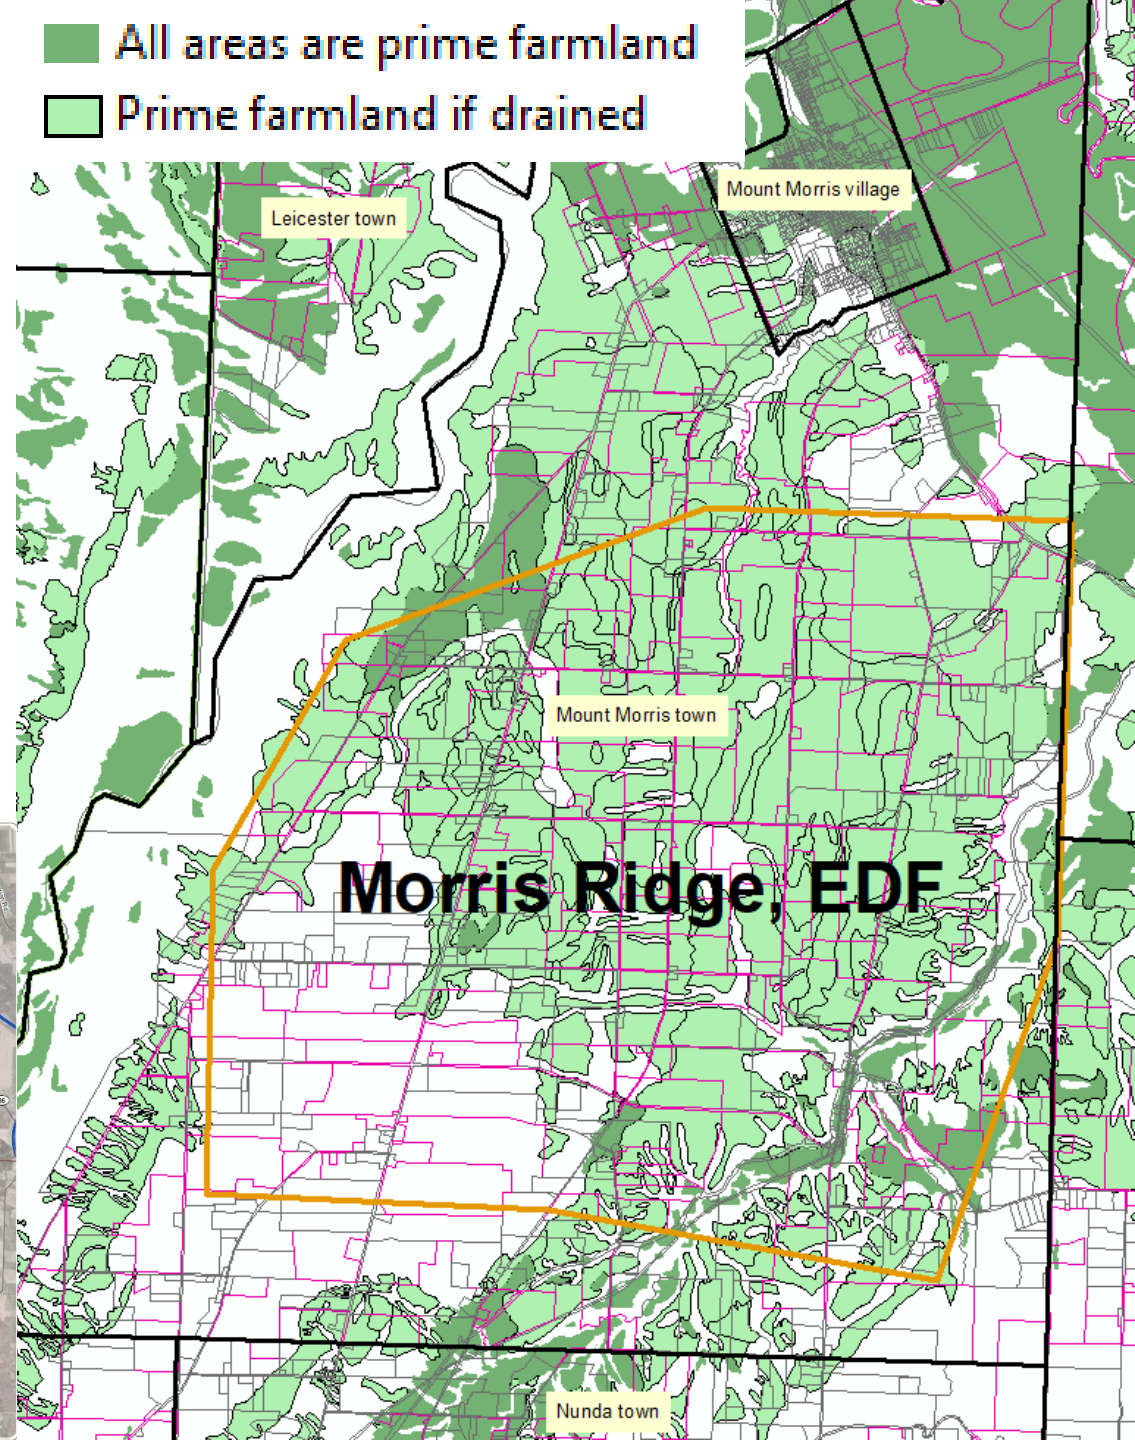 All areas are prime farmland
Prime farmland if drained
Mount Morris village
Leicester town
Mount Morris town
Morris Ridge, EDF
Nunda town